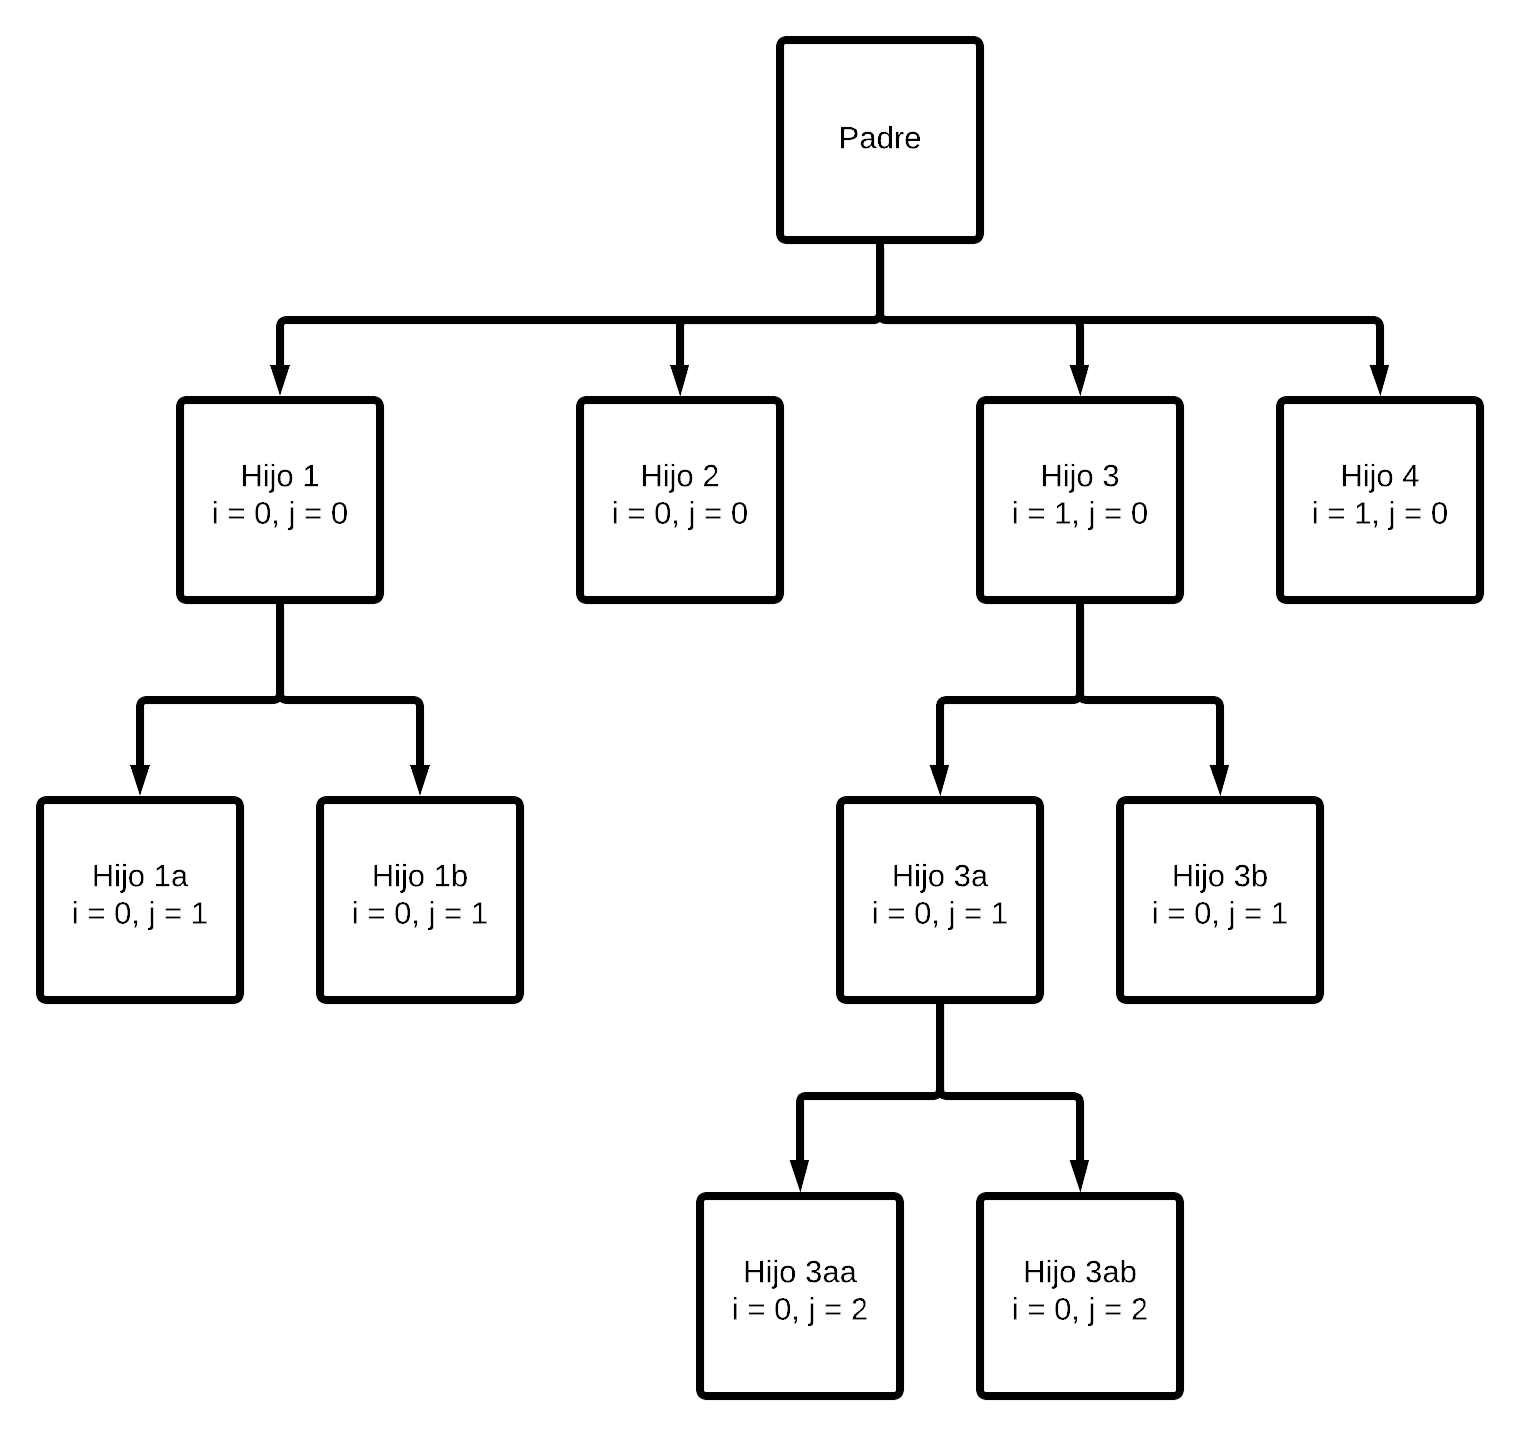 Padre
Hijo 1
i = 0, j = 0
Hijo 2
i = 0, j = 0
Hijo 3
i = 1, j = 0
Hijo 4
i = 1, j = 0
Hijo 1a
i = 0, j = 1
Hijo 1b
i = 0, j = 1
Hijo 3a
i = 0, j = 1
Hijo 3b
i = 0, j = 1
Hijo 3aa
i = 0, j = 2
Hijo 3ab
i = 0, j = 2